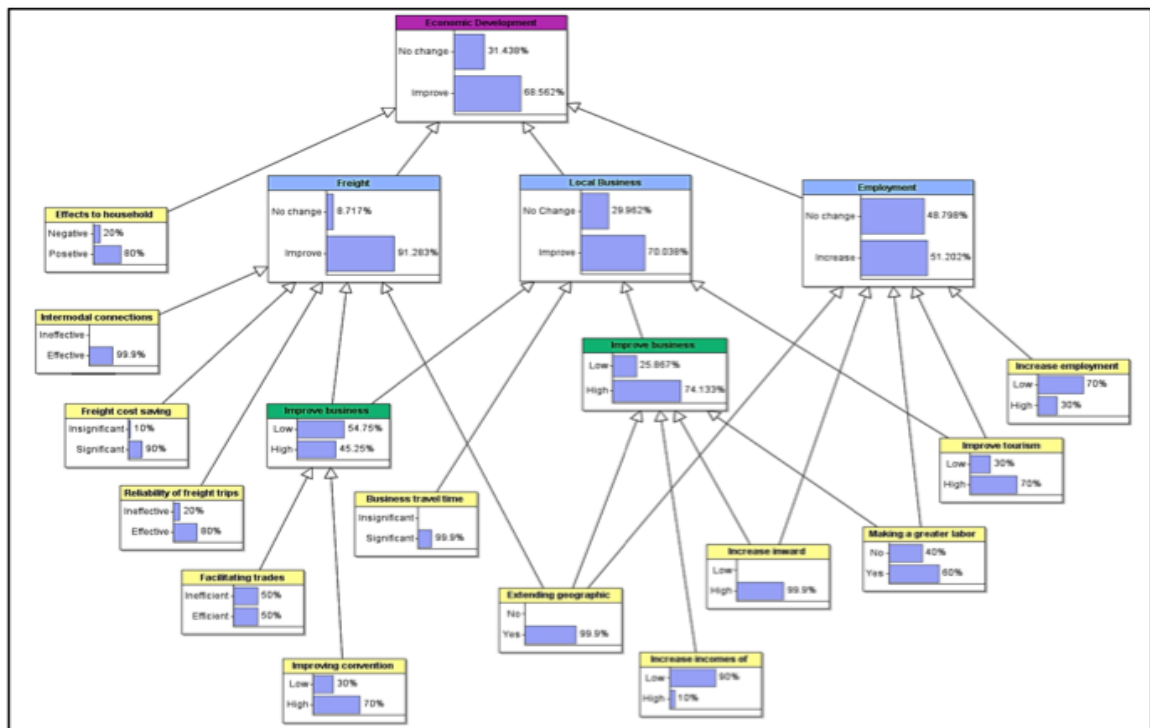 Economic Development
No change
31.438%
Improve
68.562%
Freight
No change
8.717%
Improve
91.283%
Local Business
No Change
29.962%
Improve
70.038%
Employment
No change
48.798%
Increase
51.202%
Effects to household
Negative
20%
Posetive
80%
Intermodal connections
Ineffective
Effective
99.9%
Improve business
Low
25.867%
High
74.133%
Increase employment
Low
70%
High
30%
Freight cost saving
Insignificant
10%
Significant
90%
Improve business
Low
54.75%
High
45.25%
Improve tourism
Low
30%
High
70%
Reliability of freight trips
Ineffective
20%
Effective
80%
Business travel time
Insignificant
Significant
99.9%
Making a greater labor
No
40%
Yes
60%
Increase inward
Low
High
99.9%
Facilitating trades
Inefficient
50%
Efficient
50%
Extending geographic
No
Yes
99.9%
Improving convention
Low
30%
High
70%
Increase incomes of
Low
90%
High
10%